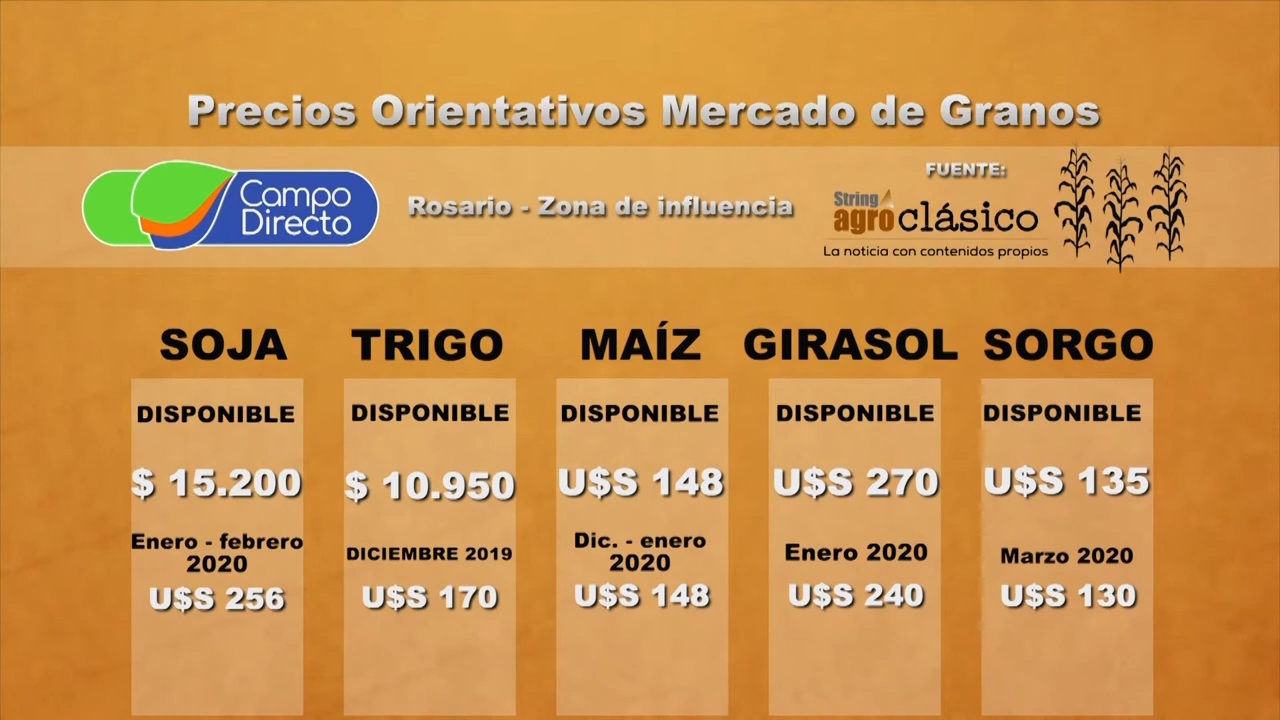 Precios Orientativos Mercado de Granos
Campo
Directo
Rosario - Zona de influencia
FUENTE:
String
agro clásico
La noticia con contenidos propios
SOJA
DISPONIBLE
$ 15.200
Enero - febrero
2020
U$S 256
TRIGO
DISPONIBLE
$ 10.950
DICIEMBRE 2019
U$S 170
MAÍZ
DISPONIBLE
U$S 148
Dic. - enero
2020
U$S 148
GIRASOL
DISPONIBLE
U$S 270
Enero 2020
U$S 240
SORGO
DISPONIBLE
U$S 135
Marzo 2020
U$S 130